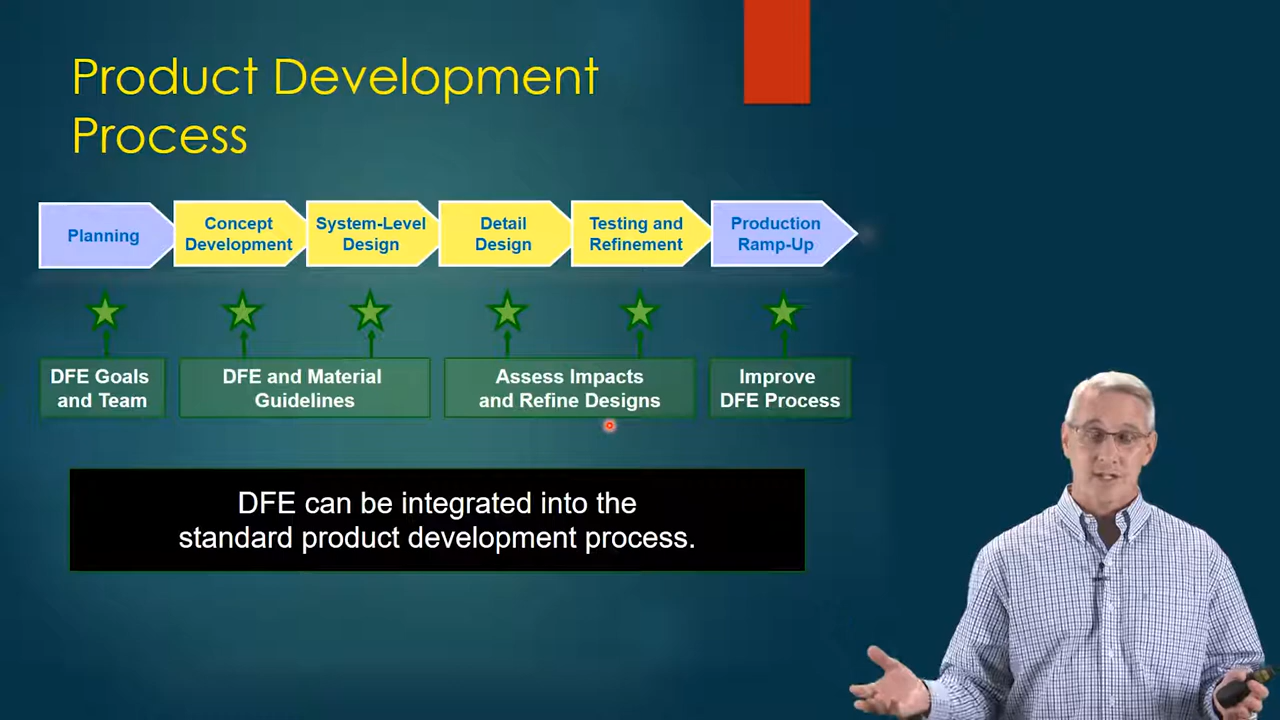 Product Development
Process
Planning
Concept
Development
System-Level
Design
Detail
Design
Testing and
Refinement
Production
Ramp-Up
DFE Goals
and Team
DFE and Material
Guidelines
Assess Impacts
and Refine Designs
Improve
DFE Process
DFE can be integrated into the
standard product development process.